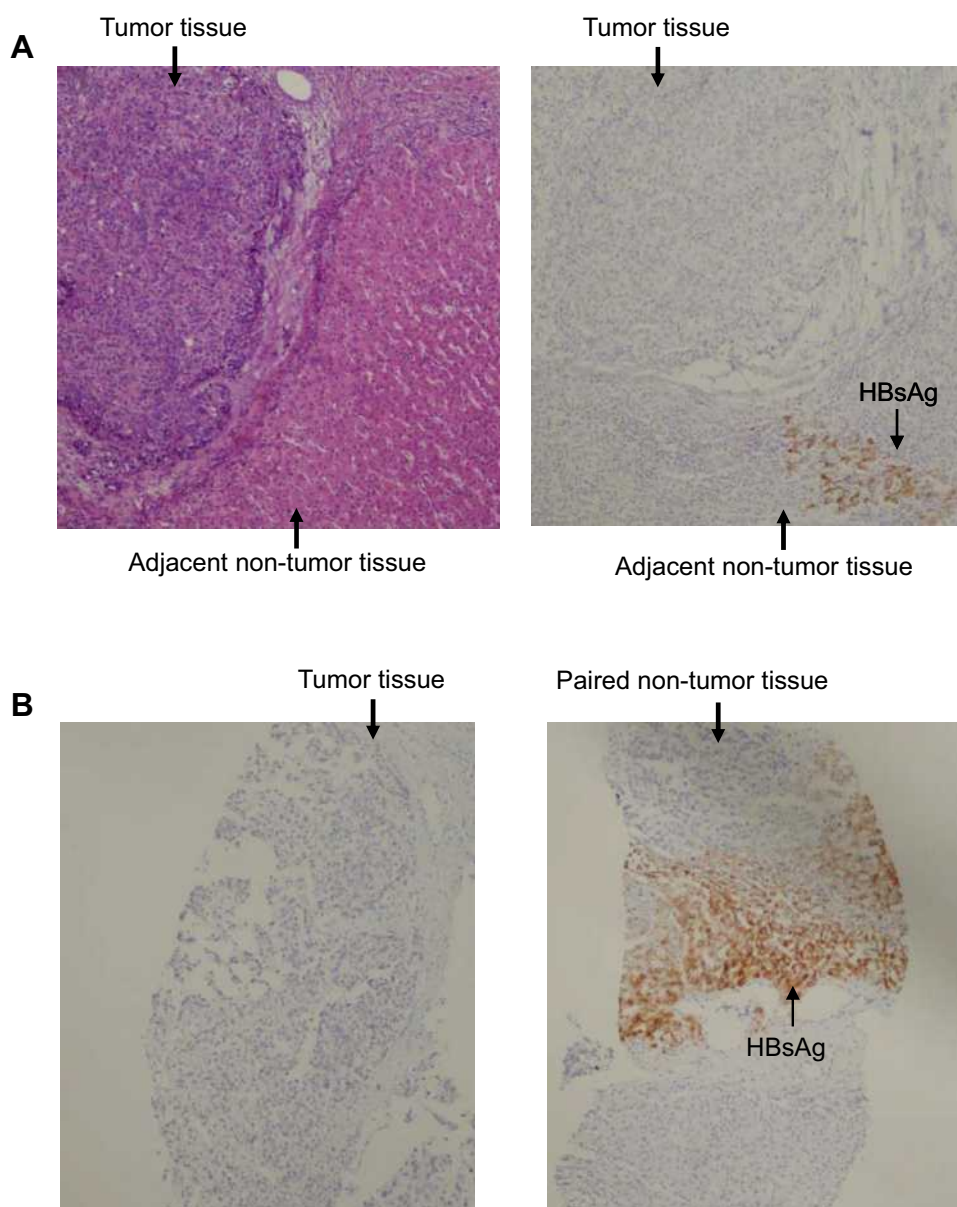 A
Tumor tissue
Tumor tissue
HBsAg
Adjacent non-tumor tissue
Adjacent non-tumor tissue
B
Tumor tissue
Paired non-tumor tissue
HBsAg